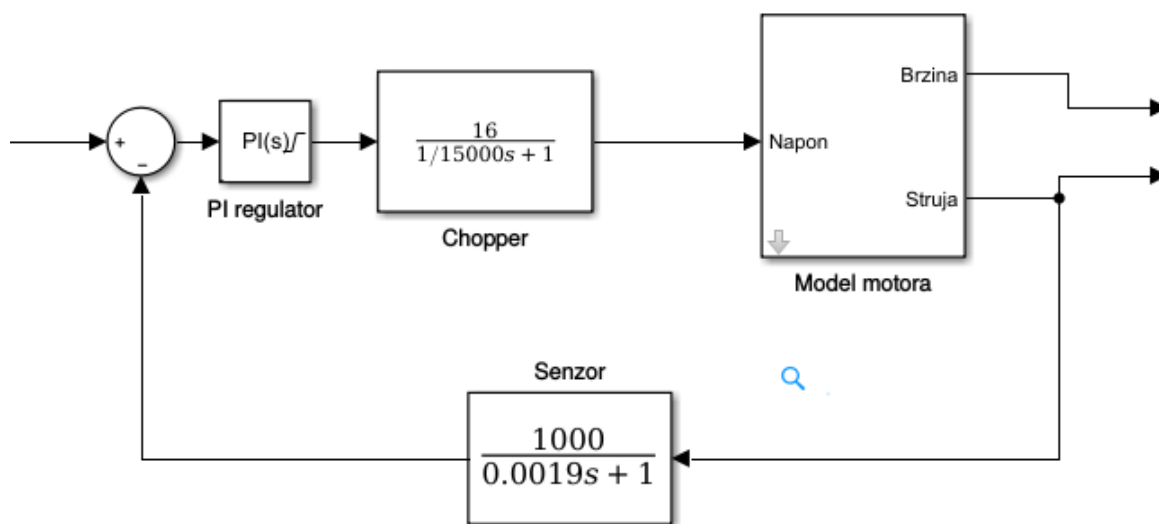 +
−
PI(s)
PI regulator
16
1/15000s + 1
Chopper
Napon
Brzina
Struja
Model motora
Senzor
1000
0.0019s + 1